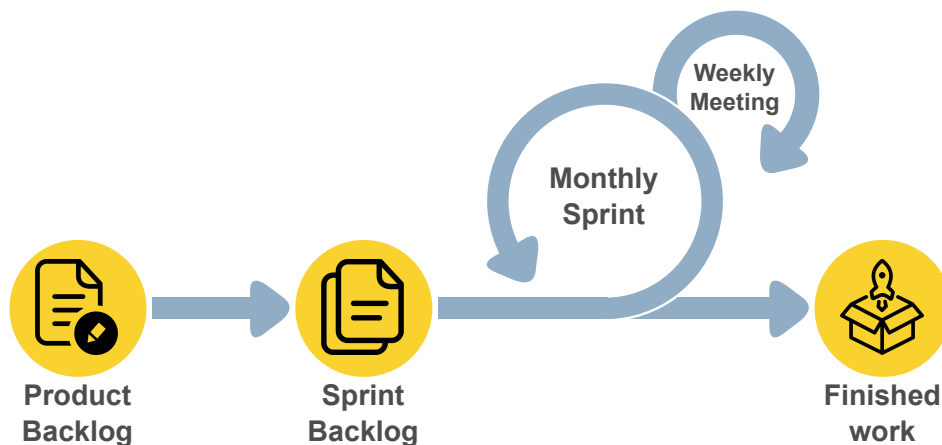 Weekly
Meeting
Monthly
Sprint
Product
Backlog
Sprint
Backlog
Finished
work